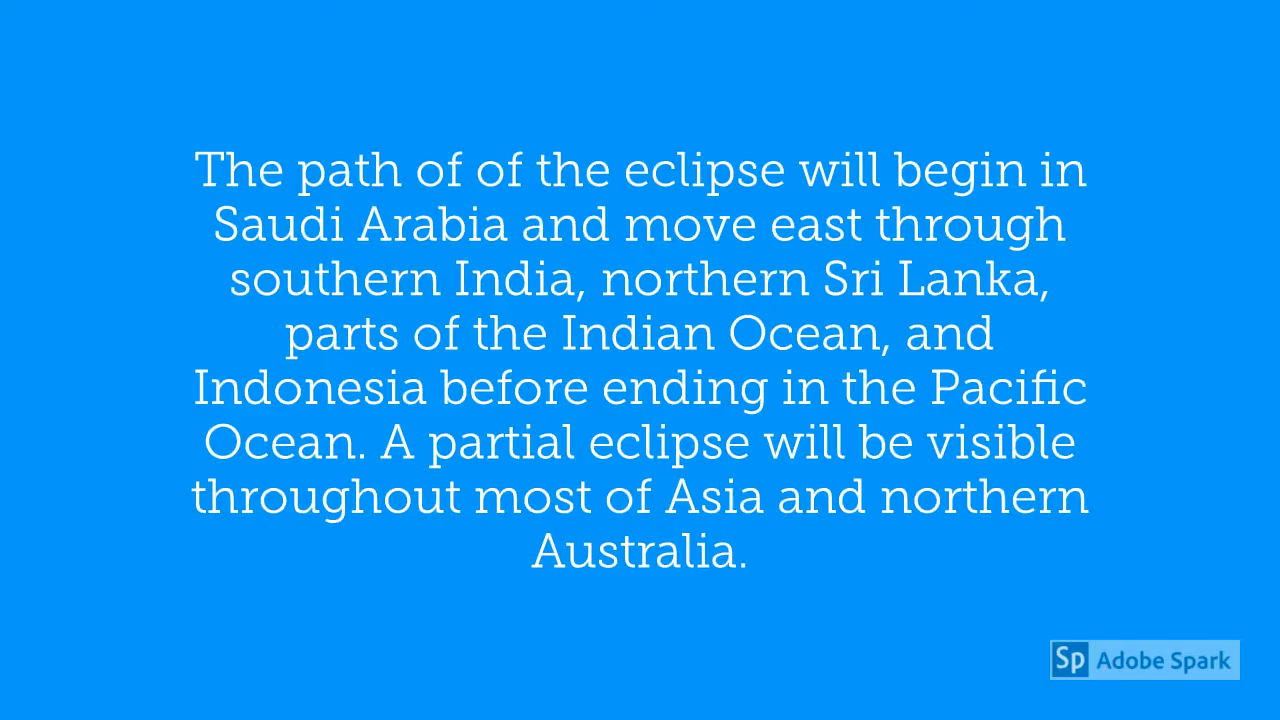 The path of of the eclipse will begin in
Saudi Arabia and move east through
southern India, northern Sri Lanka,
parts of the Indian Ocean, and
Indonesia before ending in the Pacific
Ocean. A partial eclipse will be visible
throughout most of Asia and northern
Australia.
Sp Adobe Spark